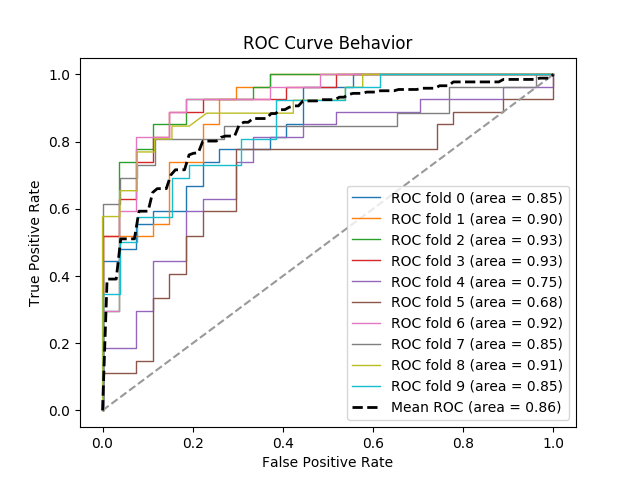 ROC Curve Behavior
1.0
0.8
0.6
0.4
0.2
0.0
True Positive Rate
ROC fold 0 (area = 0.85)
ROC fold 1 (area = 0.90)
ROC fold 2 (area = 0.93)
ROC fold 3 (area = 0.93)
ROC fold 4 (area = 0.75)
ROC fold 5 (area = 0.68)
ROC fold 6 (area = 0.92)
ROC fold 7 (area = 0.85)
ROC fold 8 (area = 0.91)
ROC fold 9 (area = 0.85)
Mean ROC (area = 0.86)
0.0 0.2 0.4 0.6 0.8 1.0
False Positive Rate